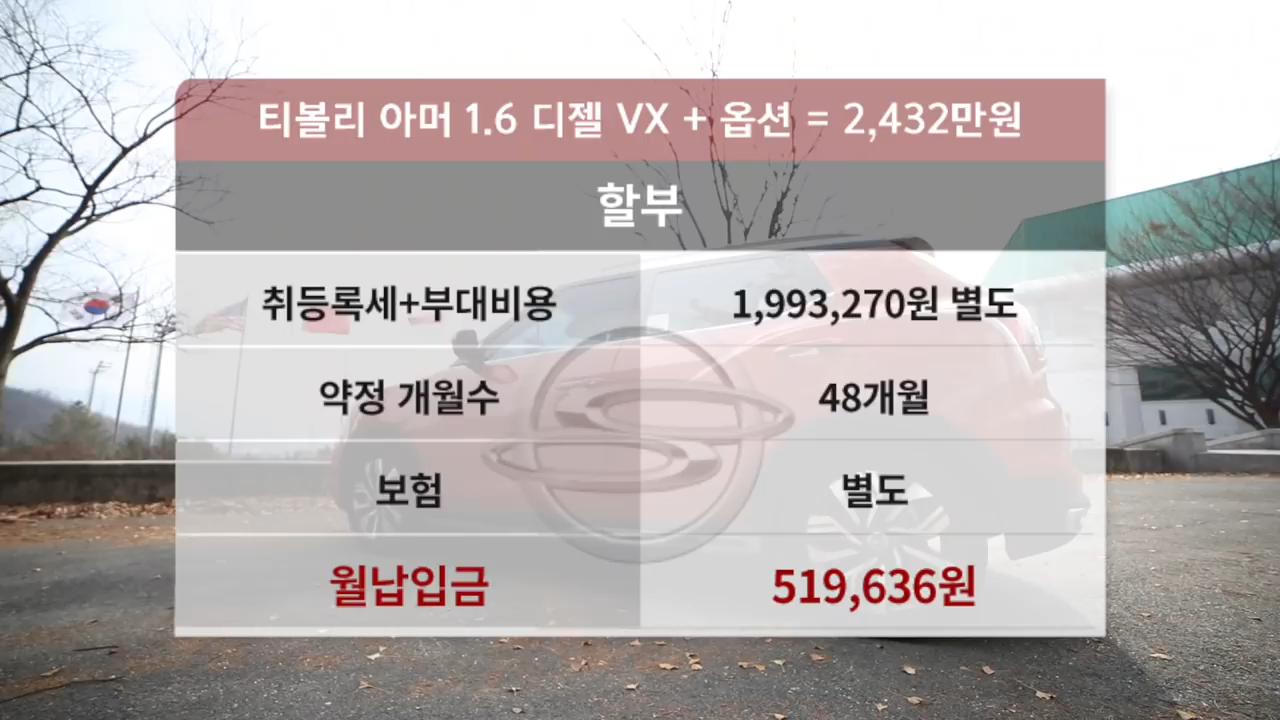 티볼리 아머 1.6 디젤 VX + 옵션 = 2,432만원
할부
취등록세+부대비용 1,993,270원 별도
약정 개월수 48개월
보험 별도
월납입금 519,636원